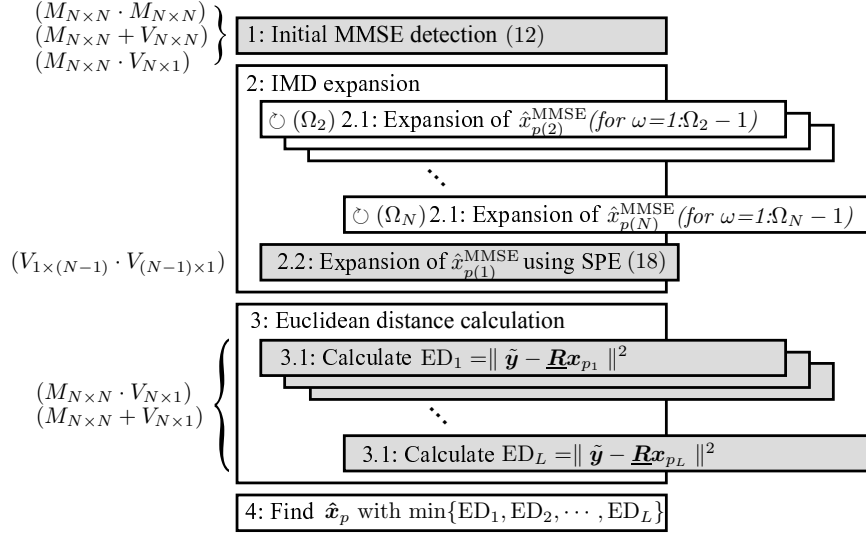 (M_{N×N} · M_{N×N})
(M_{N×N} + V_{N×N})
(M_{N×N} · V_{N×1})
1: Initial MMSE detection (12)
2: IMD expansion
↻ (Ω_2) 2.1: Expansion of x̂_{p(2)}^{MMSE} (for ω=1:Ω_2 − 1)
⋱
↻ (Ω_N) 2.1: Expansion of x̂_{p(N)}^{MMSE} (for ω=1:Ω_N − 1)
(V_{1×(N−1)} · V_{(N−1)×1})
2.2: Expansion of x̂_{p(1)}^{MMSE} using SPE (18)
3: Euclidean distance calculation
3.1: Calculate ED_1 =∥ ỹ − R̲x_{p_1} ∥^2
(M_{N×N} · V_{N×1})
(M_{N×N} + V_{N×1})
⋱
3.1: Calculate ED_L =∥ ỹ − R̲x_{p_L} ∥^2
4: Find x̂_p with min{ED_1, ED_2, ⋯ , ED_L}